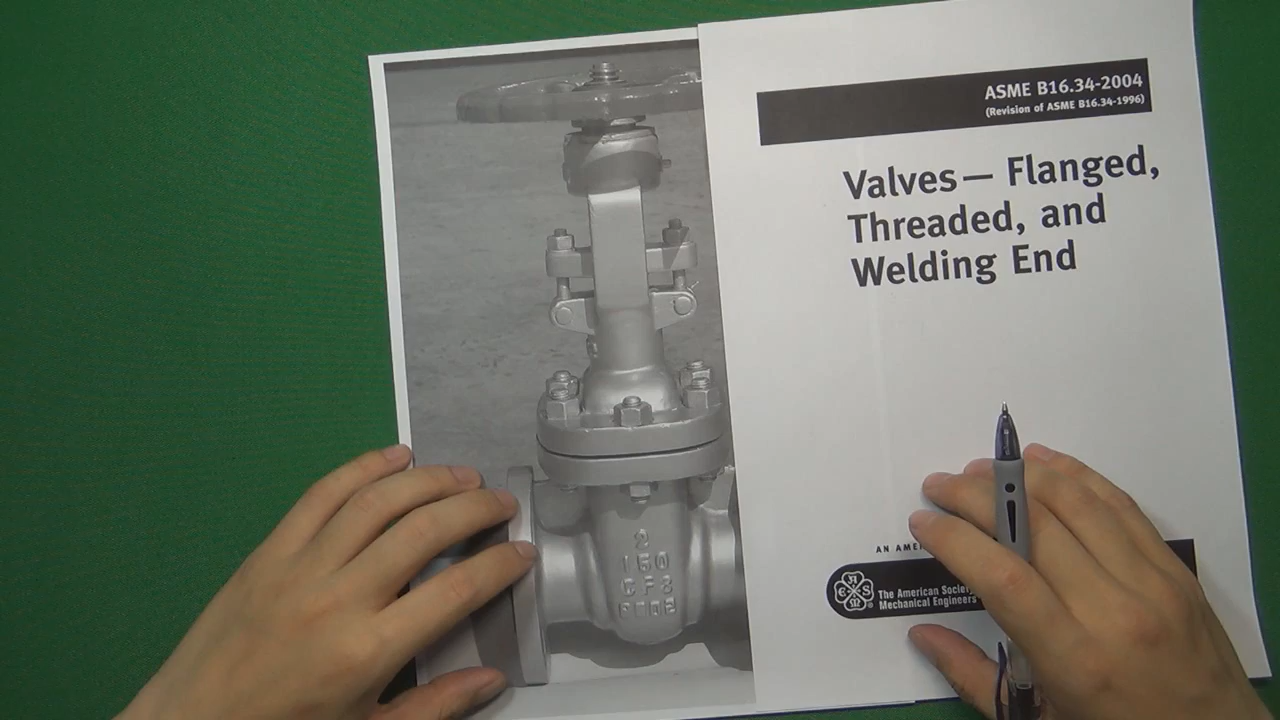 2
150
CF8
ASME B16.34-2004
(Revision of ASME B16.34-1996)
Valves— Flanged,
Threaded, and
Welding End
AN AME
The American Society
Mechanical Engineers